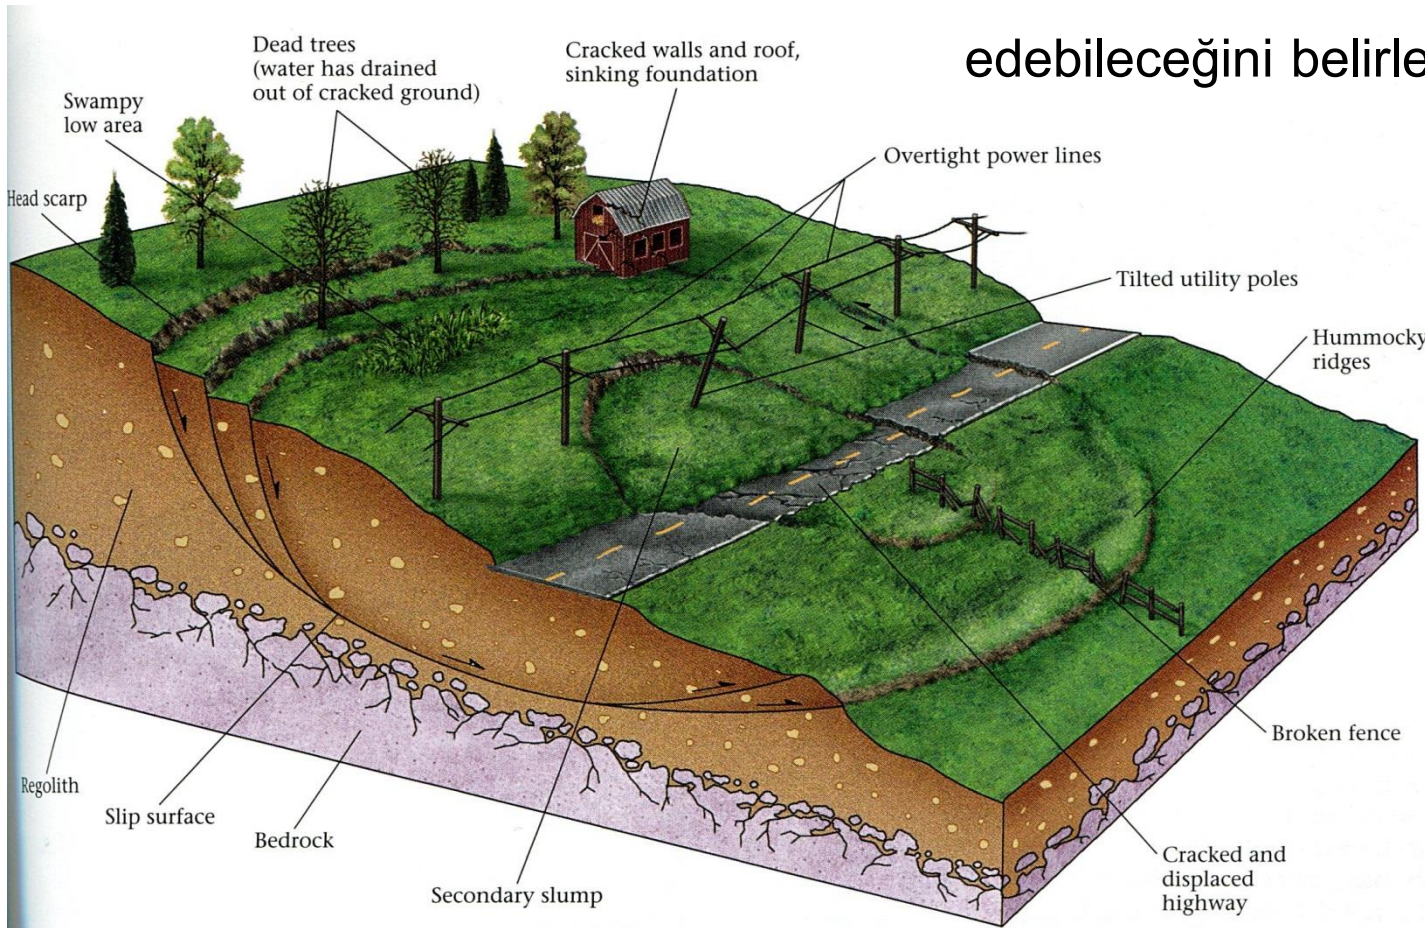 edebileceğini belirle
Dead trees
(water has drained
out of cracked ground)
Cracked walls and roof,
sinking foundation
Swampy
low area
Overtight power lines
Head scarp
Tilted utility poles
Hummocky
ridges
Broken fence
Regolith
Slip surface
Bedrock
Secondary slump
Cracked and
displaced
highway